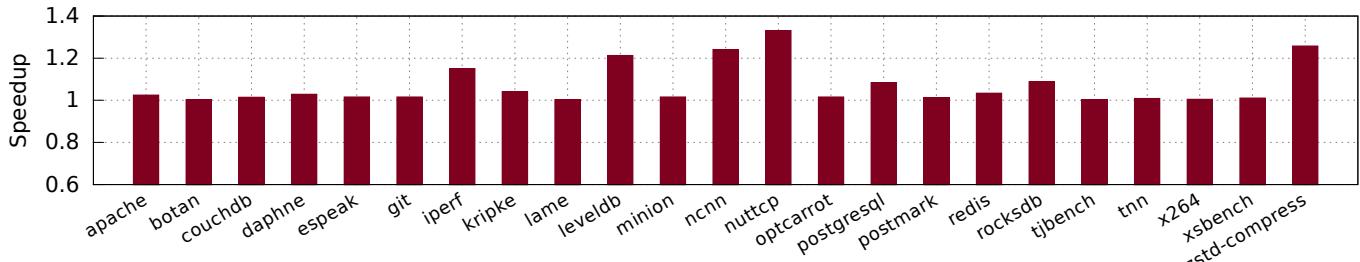 1.4
1.2
1
0.8
0.6
Speedup
apache
botan
couchdb
daphne
espeak
git
iperf
kripke
lame
leveldb
minion
ncnn
nuttcp
optcarrot
postgresql
postmark
redis
rocksdb
tjbench
tnn
x264
xsbench
zstd-compress